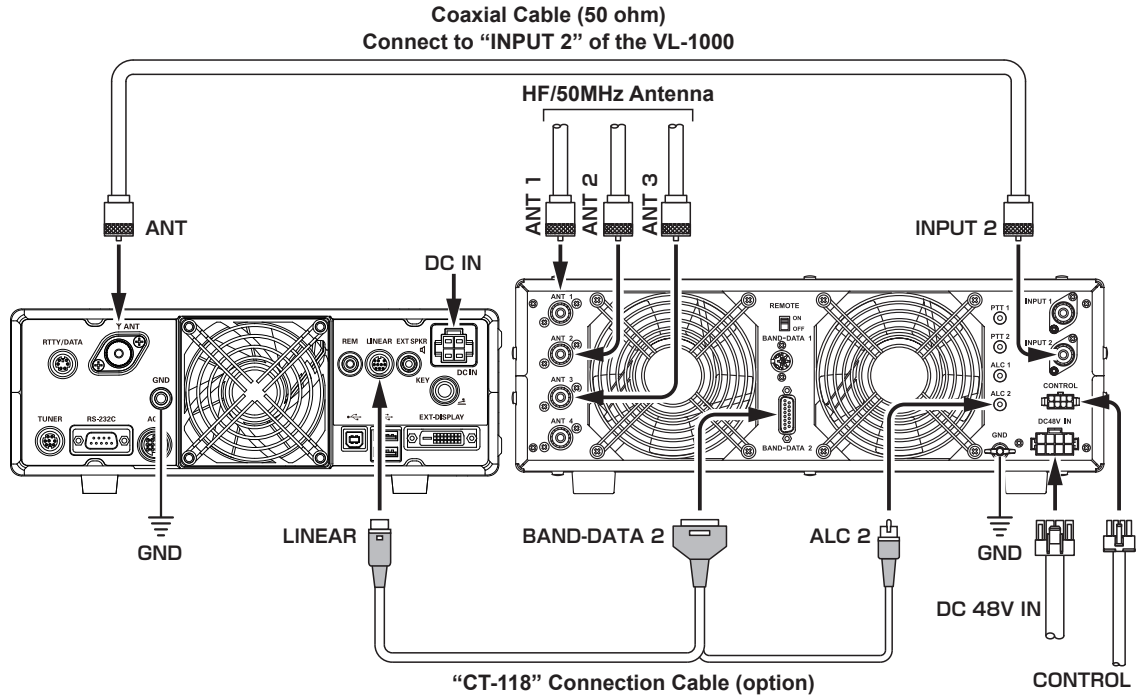 Coaxial Cable (50 ohm)
Connect to “INPUT 2” of the VL-1000
HF/50MHz Antenna
ANT 1
ANT 2
ANT 3
ANT
INPUT 2
DC IN
ANT
RTTY/DATA
GND
TUNER
RS-232C
REM
LINEAR
EXT SPKR
KEY
DC IN
EXT-DISPLAY
ANT 1
ANT 2
ANT 3
ANT 4
REMOTE
ON
OFF
BAND-DATA 1
BAND-DATA 2
PTT 1
PTT 2
ALC 1
ALC 2
GND
INPUT 1
INPUT 2
CONTROL
DC48V IN
GND
LINEAR
BAND-DATA 2
ALC 2
GND
DC 48V IN
CONTROL
“CT-118” Connection Cable (option)